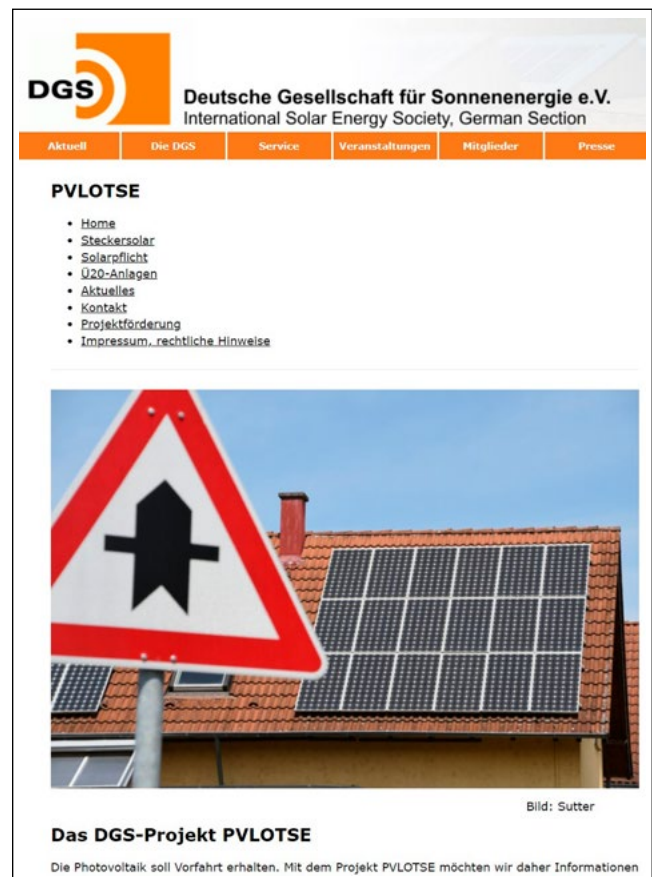 DGS
Deutsche Gesellschaft für Sonnenenergie e.V.
International Solar Energy Society, German Section
Aktuell Die DGS Service Veranstaltungen Mitglieder Presse
PVLOTSE
Home
Steckersolar
Solarpflicht
Ü20-Anlagen
Aktuelles
Kontakt
Projektförderung
Impressum, rechtliche Hinweise
Bild: Sutter
Das DGS-Projekt PVLOTSE
Die Photovoltaik soll Vorfahrt erhalten. Mit dem Projekt PVLOTSE möchten wir daher Informationen